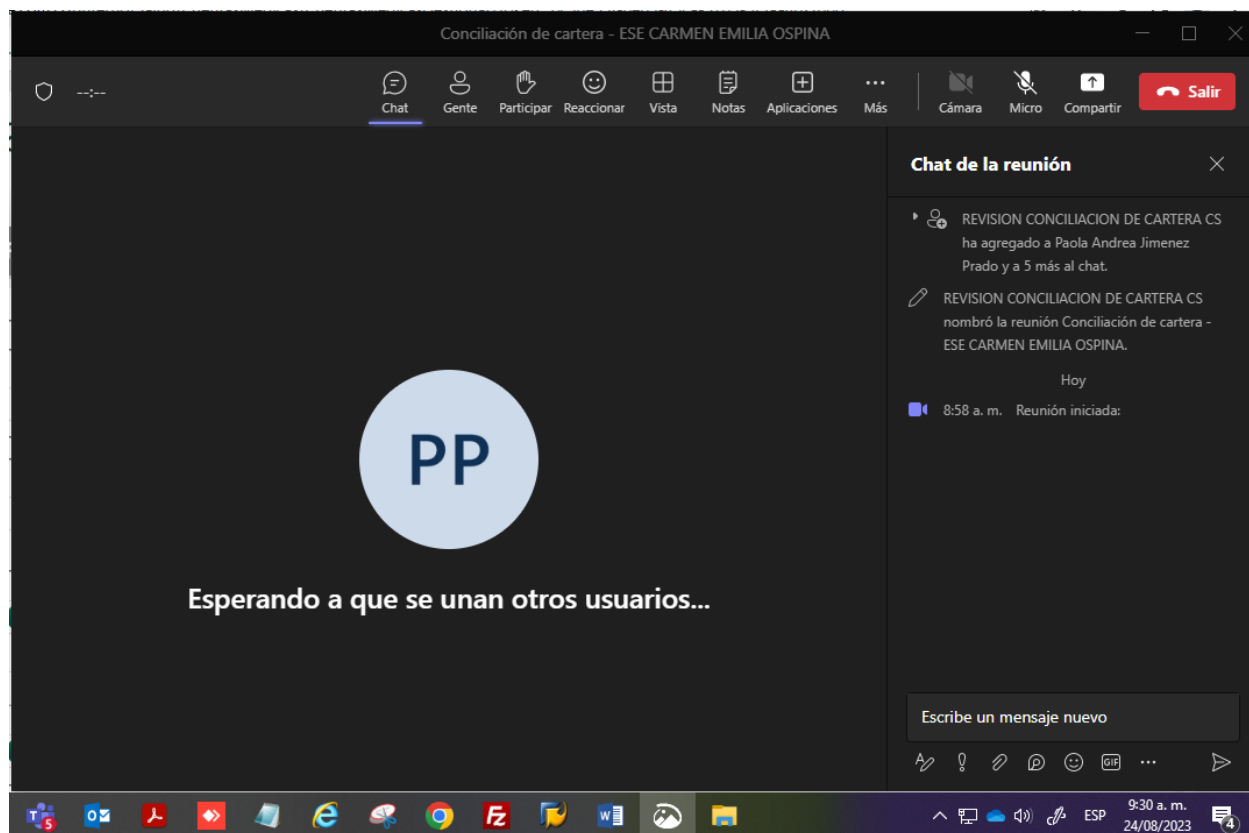 Conciliación de cartera - ESE CARMEN EMILIA OSPINA
--:--
Chat
Gente
Participar
Reaccionar
Vista
Notas
Aplicaciones
Más
Cámara
Micro
Compartir
Salir
Chat de la reunión
REVISION CONCILIACION DE CARTERA CS
ha agregado a Paola Andrea Jimenez
Prado y a 5 más al chat.
REVISION CONCILIACION DE CARTERA CS
nombró la reunión Conciliación de cartera -
ESE CARMEN EMILIA OSPINA.
Hoy
8:58 a. m. Reunión iniciada:
PP
Esperando a que se unan otros usuarios...
Escribe un mensaje nuevo
GIF
ESP
9:30 a. m.
24/08/2023
4